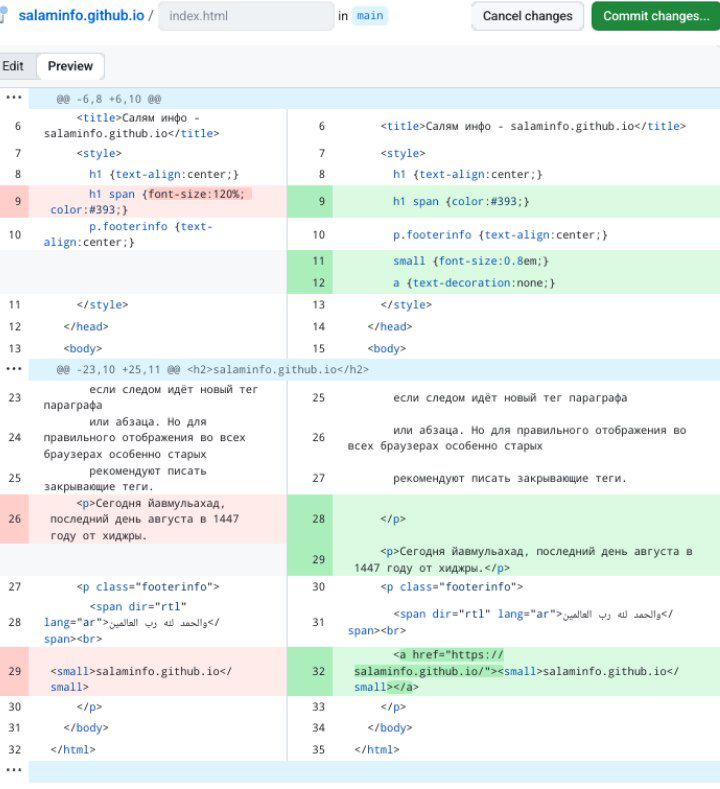 salaminfo.github.io / index.html in main Cancel changes Commit changes...
Edit Preview
@@ -6,8 +6,10 @@
6 <title>Салям инфо -
salaminfo.github.io</title>
6 <title>Салям инфо - salaminfo.github.io</title>
7 <style>
7 <style>
8 h1 {text-align:center;}
8 h1 {text-align:center;}
9 h1 span {font-size:120%;
color:#393;}
9 h1 span {color:#393;}
10 p.footerinfo {text-
align:center;}
10 p.footerinfo {text-align:center;}
11 small {font-size:0.8em;}
12 a {text-decoration:none;}
11 </style>
13 </style>
12 </head>
14 </head>
13 <body>
15 <body>
@@ -23,10 +25,11 @@ <h2>salaminfo.github.io</h2>
23 если следом идёт новый тег
параграфа
25 если следом идёт новый тег параграфа
24 или абзаца. Но для
правильного отображения во всех
браузерах особенно старых
26 или абзаца. Но для правильного отображения во
всех браузерах особенно старых
25 рекомендуют писать
закрывающие теги.
27 рекомендуют писать закрывающие теги.
26 <p>Сегодня йавмульахад,
последний день августа в 1447
году от хиджры.
28 </p>
29 <p>Сегодня йавмульахад, последний день августа в
1447 году от хиджры.</p>
27 <p class="footerinfo">
30 <p class="footerinfo">
28 <span dir="rtl"
lang="ar">والحمد لله رب العالمين</
span><br>
31 <span dir="rtl" lang="ar">والحمد لله رب العالمين</
span><br>
29 <small>salaminfo.github.io</
small>
32 <a href="https://
salaminfo.github.io/"><small>salaminfo.github.io</
small></a>
30 </p>
33 </p>
31 </body>
34 </body>
32 </html>
35 </html>